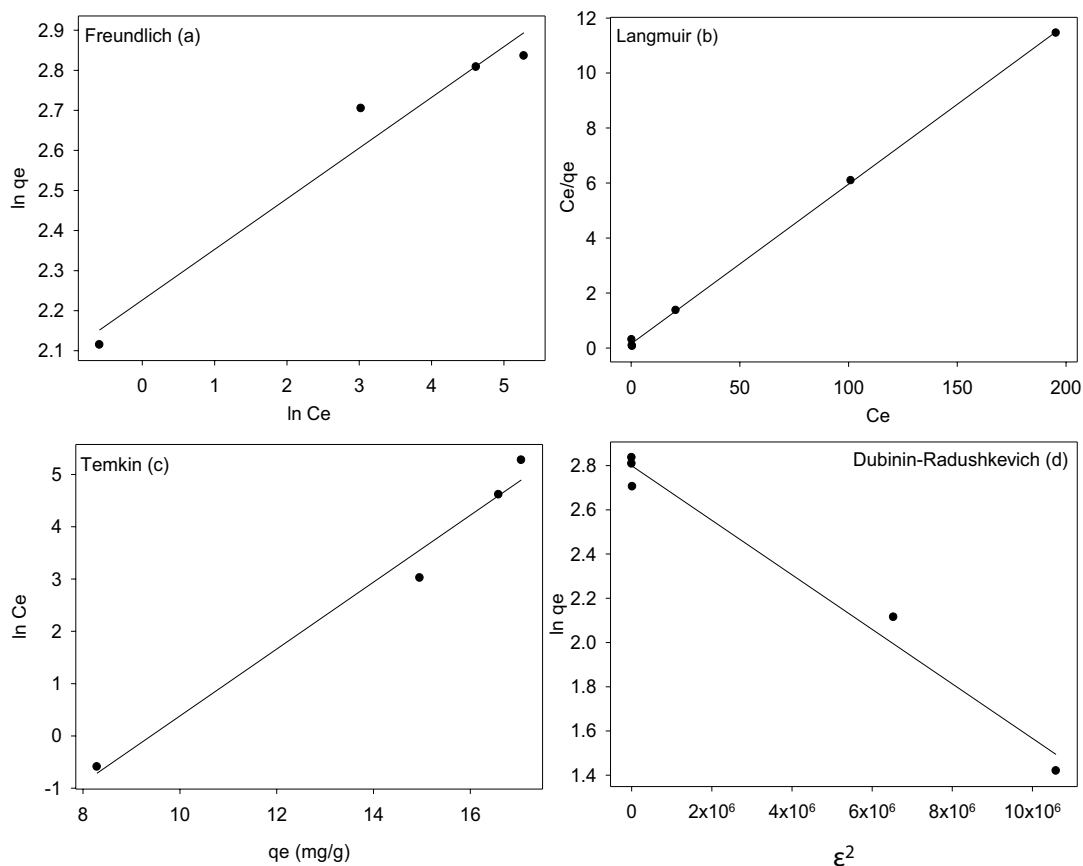 Freundlich (a)
2.9
2.8
2.7
2.6
2.5
2.4
2.3
2.2
2.1
ln qe
0 1 2 3 4 5
ln Ce
Langmuir (b)
12
10
8
6
4
2
0
Ce/qe
0 50 100 150 200
Ce
Temkin (c)
5
4
3
2
1
0
-1
ln Ce
8 10 12 14 16
qe (mg/g)
Dubinin-Radushkevich (d)
2.8
2.6
2.4
2.2
2.0
1.8
1.6
1.4
ln qe
0 2x10⁶ 4x10⁶ 6x10⁶ 8x10⁶ 10x10⁶
ε²